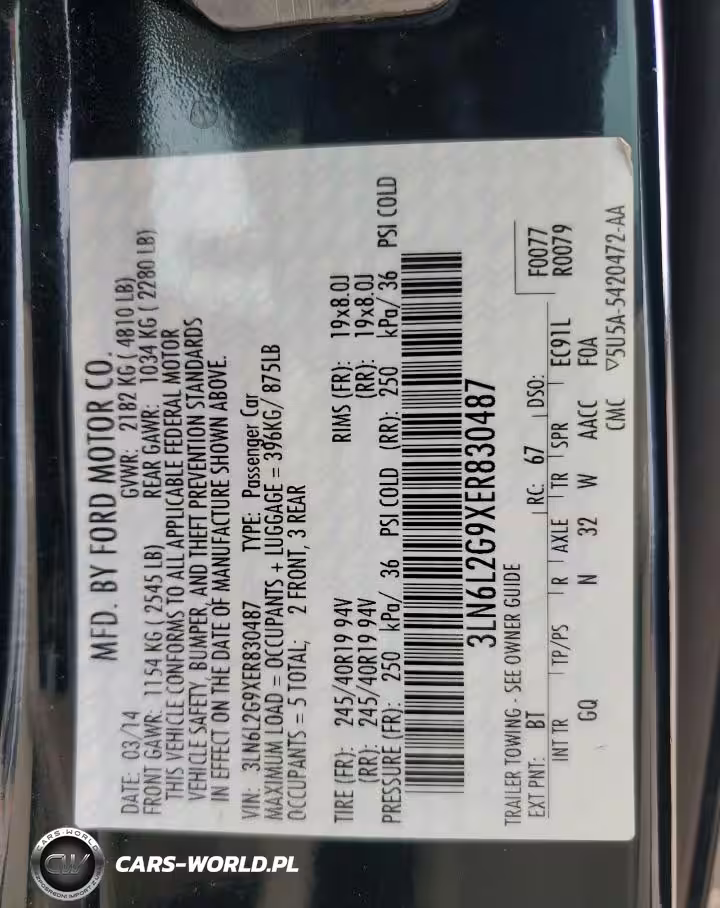 MFD. BY FORD MOTOR CO.
DATE: 03/14 GVWR: 2182 KG ( 4810 LB)
FRONT GAWR: 1154 KG ( 2545 LB) REAR GAWR: 1034 KG ( 2280 LB)
THIS VEHICLE CONFORMS TO ALL APPLICABLE FEDERAL MOTOR
VEHICLE SAFETY, BUMPER, AND THEFT PREVENTION STANDARDS
IN EFFECT ON THE DATE OF MANUFACTURE SHOWN ABOVE.
VIN: 3LN6L2G9XER830487 TYPE: Passenger Car
MAXIMUM LOAD = OCCUPANTS + LUGGAGE = 396KG/ 875LB
OCCUPANTS = 5 TOTAL; 2 FRONT, 3 REAR
TIRE (FR): 245/40R19 94V RIMS (FR): 19x8.0J
(RR): 245/40R19 94V (RR): 19x8.0J
PRESSURE (FR): 250 kPa/ 36 PSI COLD (RR): 250 kPa/ 36 PSI COLD
3LN6L2G9XER830487
TRAILER TOWING - SEE OWNER GUIDE
F0077
EXT PNT: BT RC: 67 DSO: R0079
INT TR TP/PS R AXLE TR SPR EC91L
GQ N 32 W AACC F0A
CMC ▽5U5A-5420472-AA
CARS-WORLD
CW
CARS-WORLD.PL